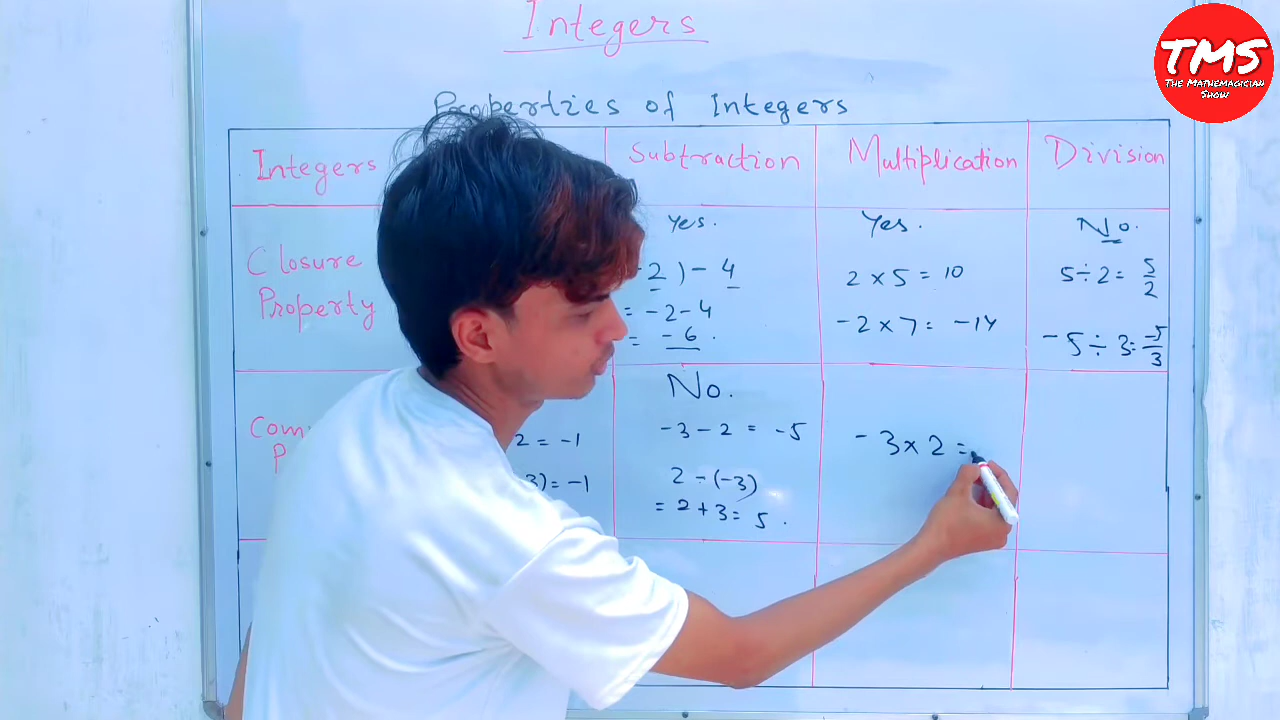 Integers
TMS
The Mathemagician
Show
Properties of Integers
Integers
Subtraction
Multiplication
Division
Closure
Property
Yes.
2) - 4
= -2-4
= -6.
Yes.
2 x 5 = 10
-2 x 7 = -14
No.
5 ÷ 2 = 5/2
-5 ÷ 3 = -5/3
Com
P
2 = -1
3) = -1
No.
-3-2 = -5
2 - (-3)
= 2+3 = 5.
-3 x 2 =